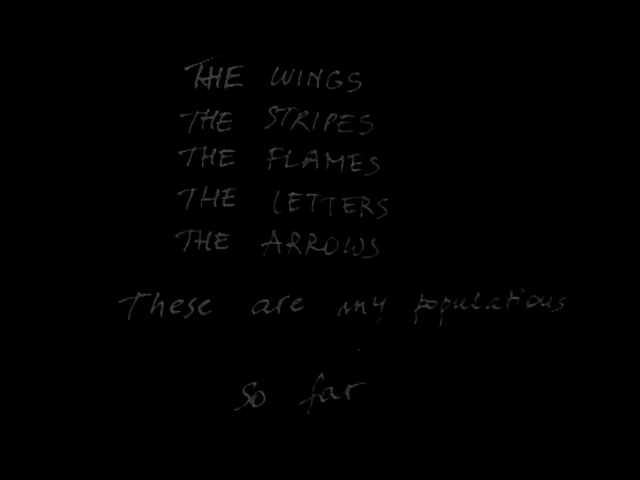 THE WINGS
THE STRIPES
THE FLAMES
THE LETTERS
THE ARROWS
These are my populations
so far